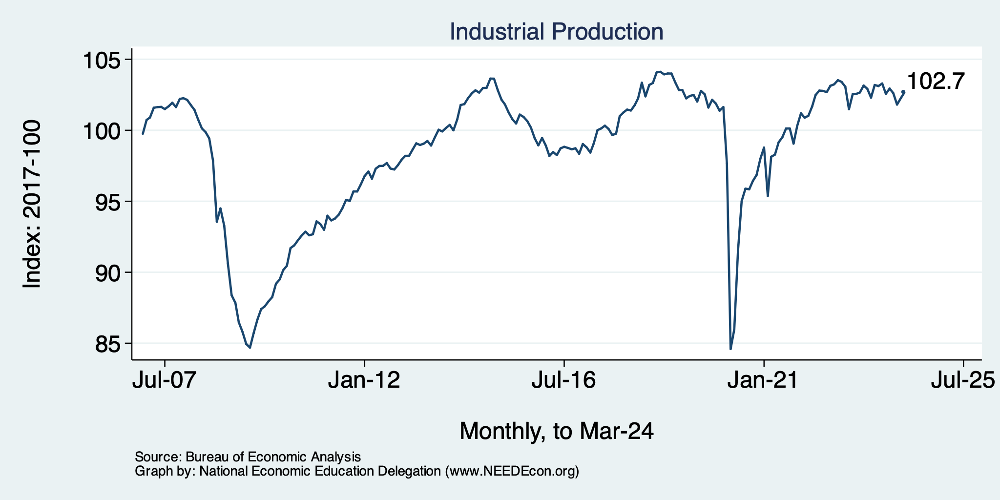 Industrial Production
Index: 2017-100
105
100
95
90
85
102.7
Jul-07
Jan-12
Jul-16
Jan-21
Jul-25
Monthly, to Mar-24
Source: Bureau of Economic Analysis
Graph by: National Economic Education Delegation (www.NEEDEcon.org)